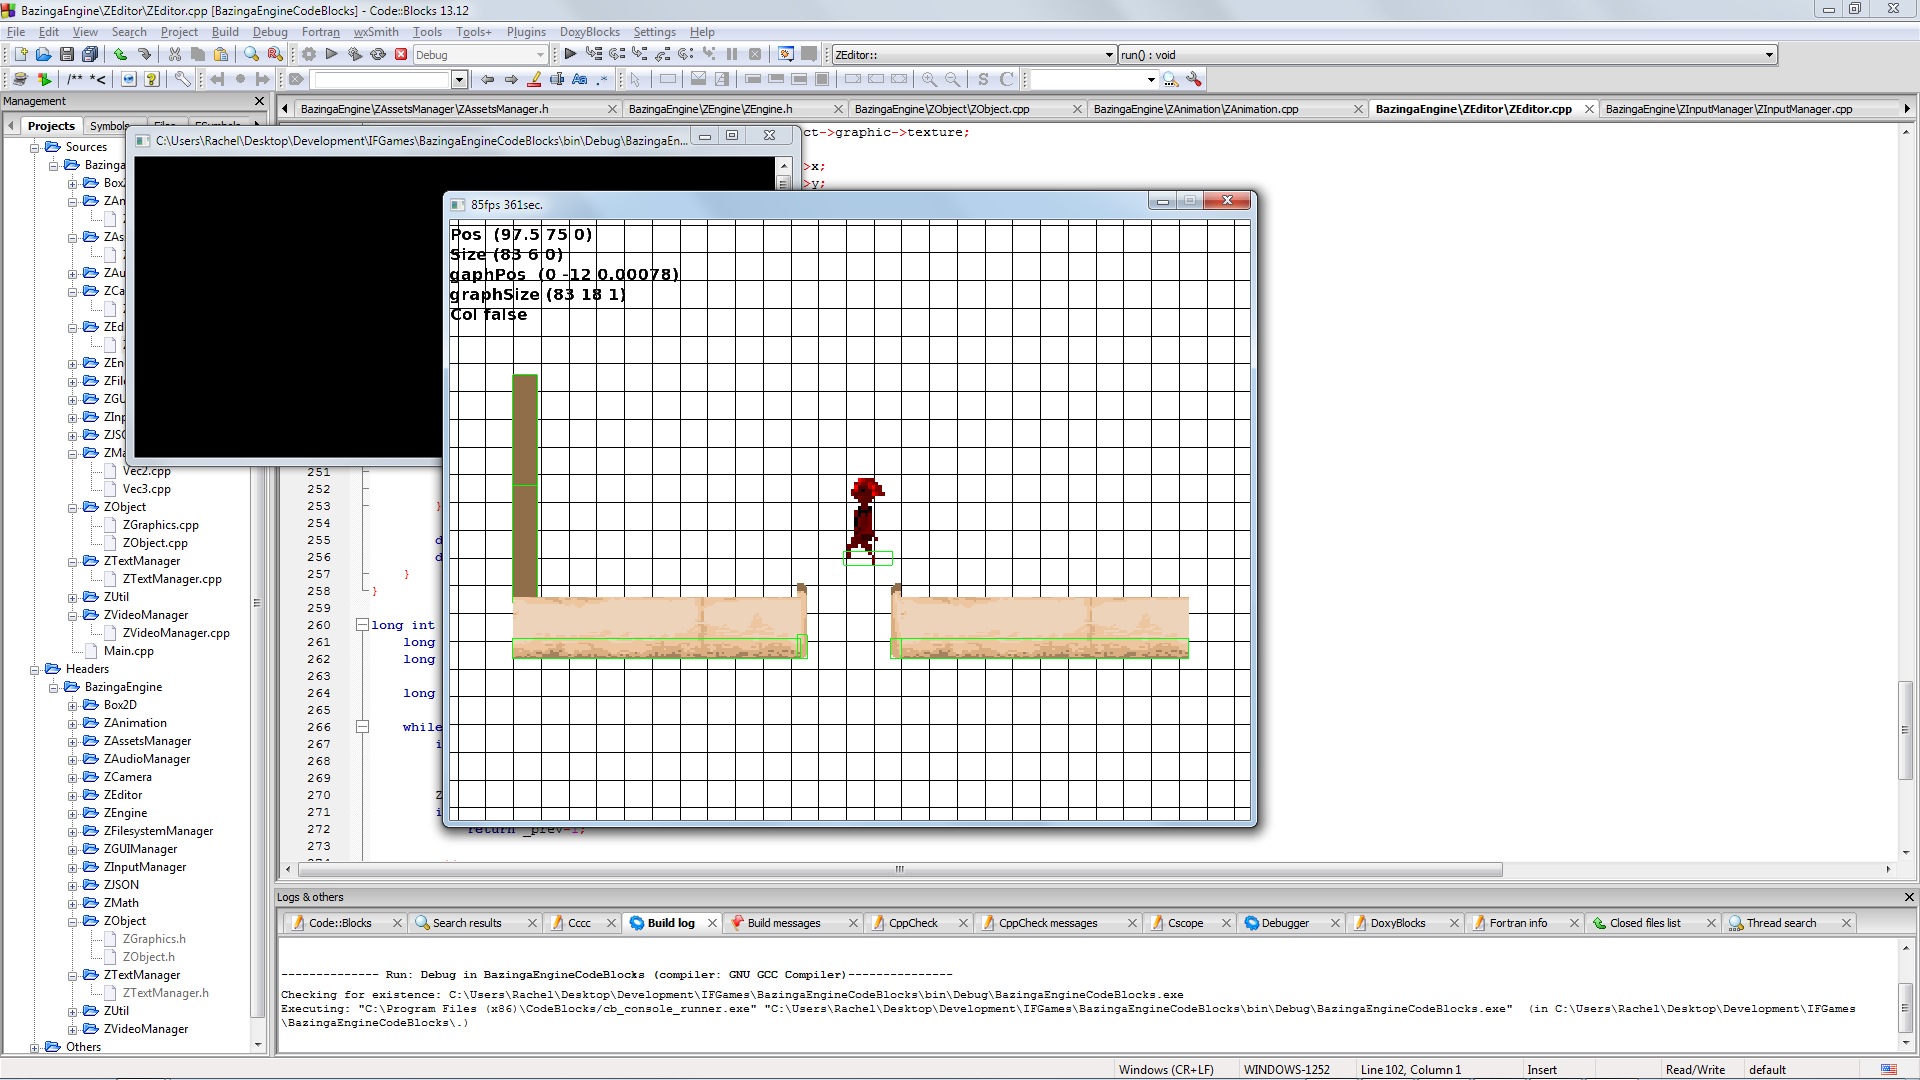 BazingaEngine\ZEditor\ZEditor.cpp [BazingaEngineCodeBlocks] - Code::Blocks 13.12
File Edit View Search Project Build Debug Fortran wxSmith Tools Tools+ Plugins DoxyBlocks Settings Help
Debug
ZEditor::
run() : void
/** *<
Aa .*
S C
Management
BazingaEngine\ZAssetsManager\ZAssetsManager.h
BazingaEngine\ZEngine\ZEngine.h
BazingaEngine\ZObject\ZObject.cpp
BazingaEngine\ZAnimation\ZAnimation.cpp
BazingaEngine\ZEditor\ZEditor.cpp
BazingaEngine\ZInputManager\ZInputManager.cpp
Projects Symbols
C:\Users\Rachel\Desktop\Development\IFGames\BazingaEngineCodeBlocks\bin\Debug\BazingaEn...
ct->graphic->texture;
>x;
>y;
85fps 361sec.
Pos (97.5 75 0)
Size (83 6 0)
gaphPos (0 -12 0.00078)
graphSize (83 18 1)
Col false
Sources
Bazing
Box
ZAn
ZAs
ZAu
ZCa
ZEd
ZEn
ZFil
ZGU
ZInp
ZJSO
ZMa
Vec2.cpp
Vec3.cpp
ZObject
ZGraphics.cpp
ZObject.cpp
ZTextManager
ZTextManager.cpp
ZUtil
ZVideoManager
ZVideoManager.cpp
Main.cpp
Headers
BazingaEngine
Box2D
ZAnimation
ZAssetsManager
ZAudioManager
ZCamera
ZEditor
ZEngine
ZFilesystemManager
ZGUIManager
ZInputManager
ZJSON
ZMath
ZObject
ZGraphics.h
ZObject.h
ZTextManager
ZTextManager.h
ZUtil
ZVideoManager
Others
251
252
253 }
254
255 d
256 d
257 }
258 }
259
260 long int
261 long
262 long
263
264 long
265
266 while
267 i
268
269
270 Z
271 i
272 return _prev-1;
273
Logs & others
Code::Blocks
Search results
Cccc
Build log
Build messages
CppCheck
CppCheck messages
Cscope
Debugger
DoxyBlocks
Fortran info
Closed files list
Thread search
-------------- Run: Debug in BazingaEngineCodeBlocks (compiler: GNU GCC Compiler)---------------
Checking for existence: C:\Users\Rachel\Desktop\Development\IFGames\BazingaEngineCodeBlocks\bin\Debug\BazingaEngineCodeBlocks.exe
Executing: "C:\Program Files (x86)\CodeBlocks/cb_console_runner.exe" "C:\Users\Rachel\Desktop\Development\IFGames\BazingaEngineCodeBlocks\bin\Debug\BazingaEngineCodeBlocks.exe" (in C:\Users\Rachel\Desktop\Development\IFGames
\BazingaEngineCodeBlocks\.)
Windows (CR+LF) WINDOWS-1252 Line 102, Column 1 Insert Read/Write default